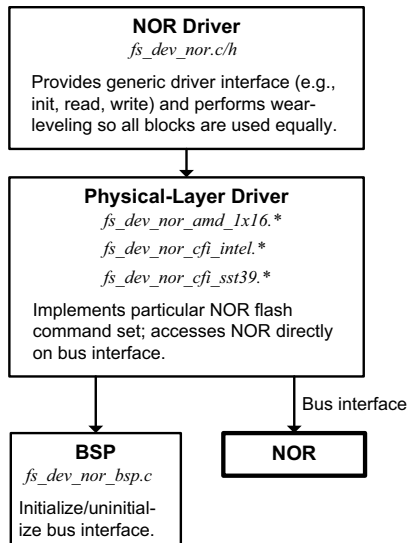 NOR Driver
fs_dev_nor.c/h
Provides generic driver interface (e.g.,
init, read, write) and performs wear-
leveling so all blocks are used equally.
Physical-Layer Driver
fs_dev_nor_amd_1x16.*
fs_dev_nor_cfi_intel.*
fs_dev_nor_cfi_sst39.*
Implements particular NOR flash
command set; accesses NOR directly
on bus interface.
Bus interface
BSP
fs_dev_nor_bsp.c
Initialize/uninitial-
ize bus interface.
NOR